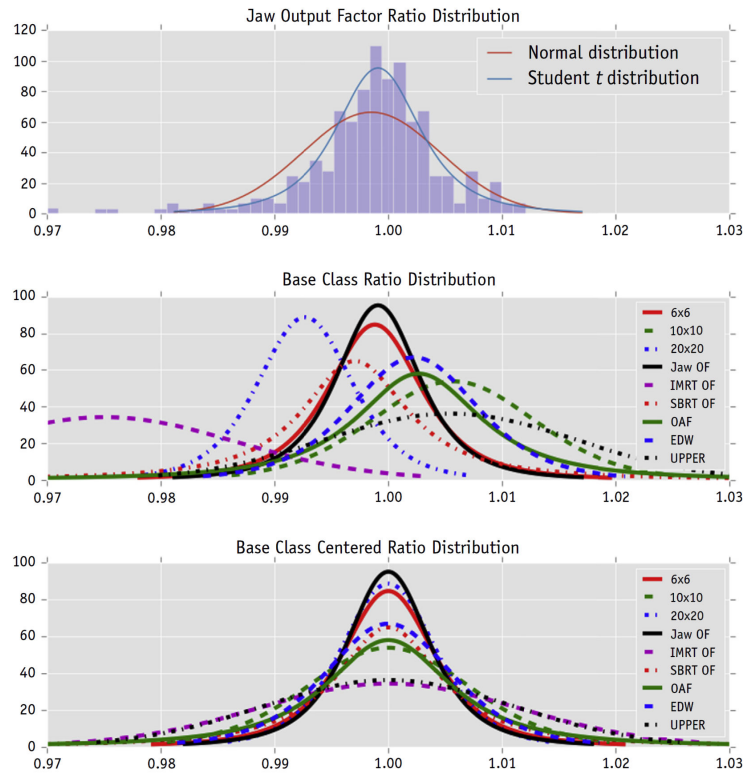 Jaw Output Factor Ratio Distribution
120
100
80
60
40
20
0
Normal distribution
Student t distribution
0.97 0.98 0.99 1.00 1.01 1.02 1.03
Base Class Ratio Distribution
100
80
60
40
20
0
6x6
10x10
20x20
Jaw OF
IMRT OF
SBRT OF
OAF
EDW
UPPER
0.97 0.98 0.99 1.00 1.01 1.02 1.03
Base Class Centered Ratio Distribution
100
80
60
40
20
0
6x6
10x10
20x20
Jaw OF
IMRT OF
SBRT OF
OAF
EDW
UPPER
0.97 0.98 0.99 1.00 1.01 1.02 1.03